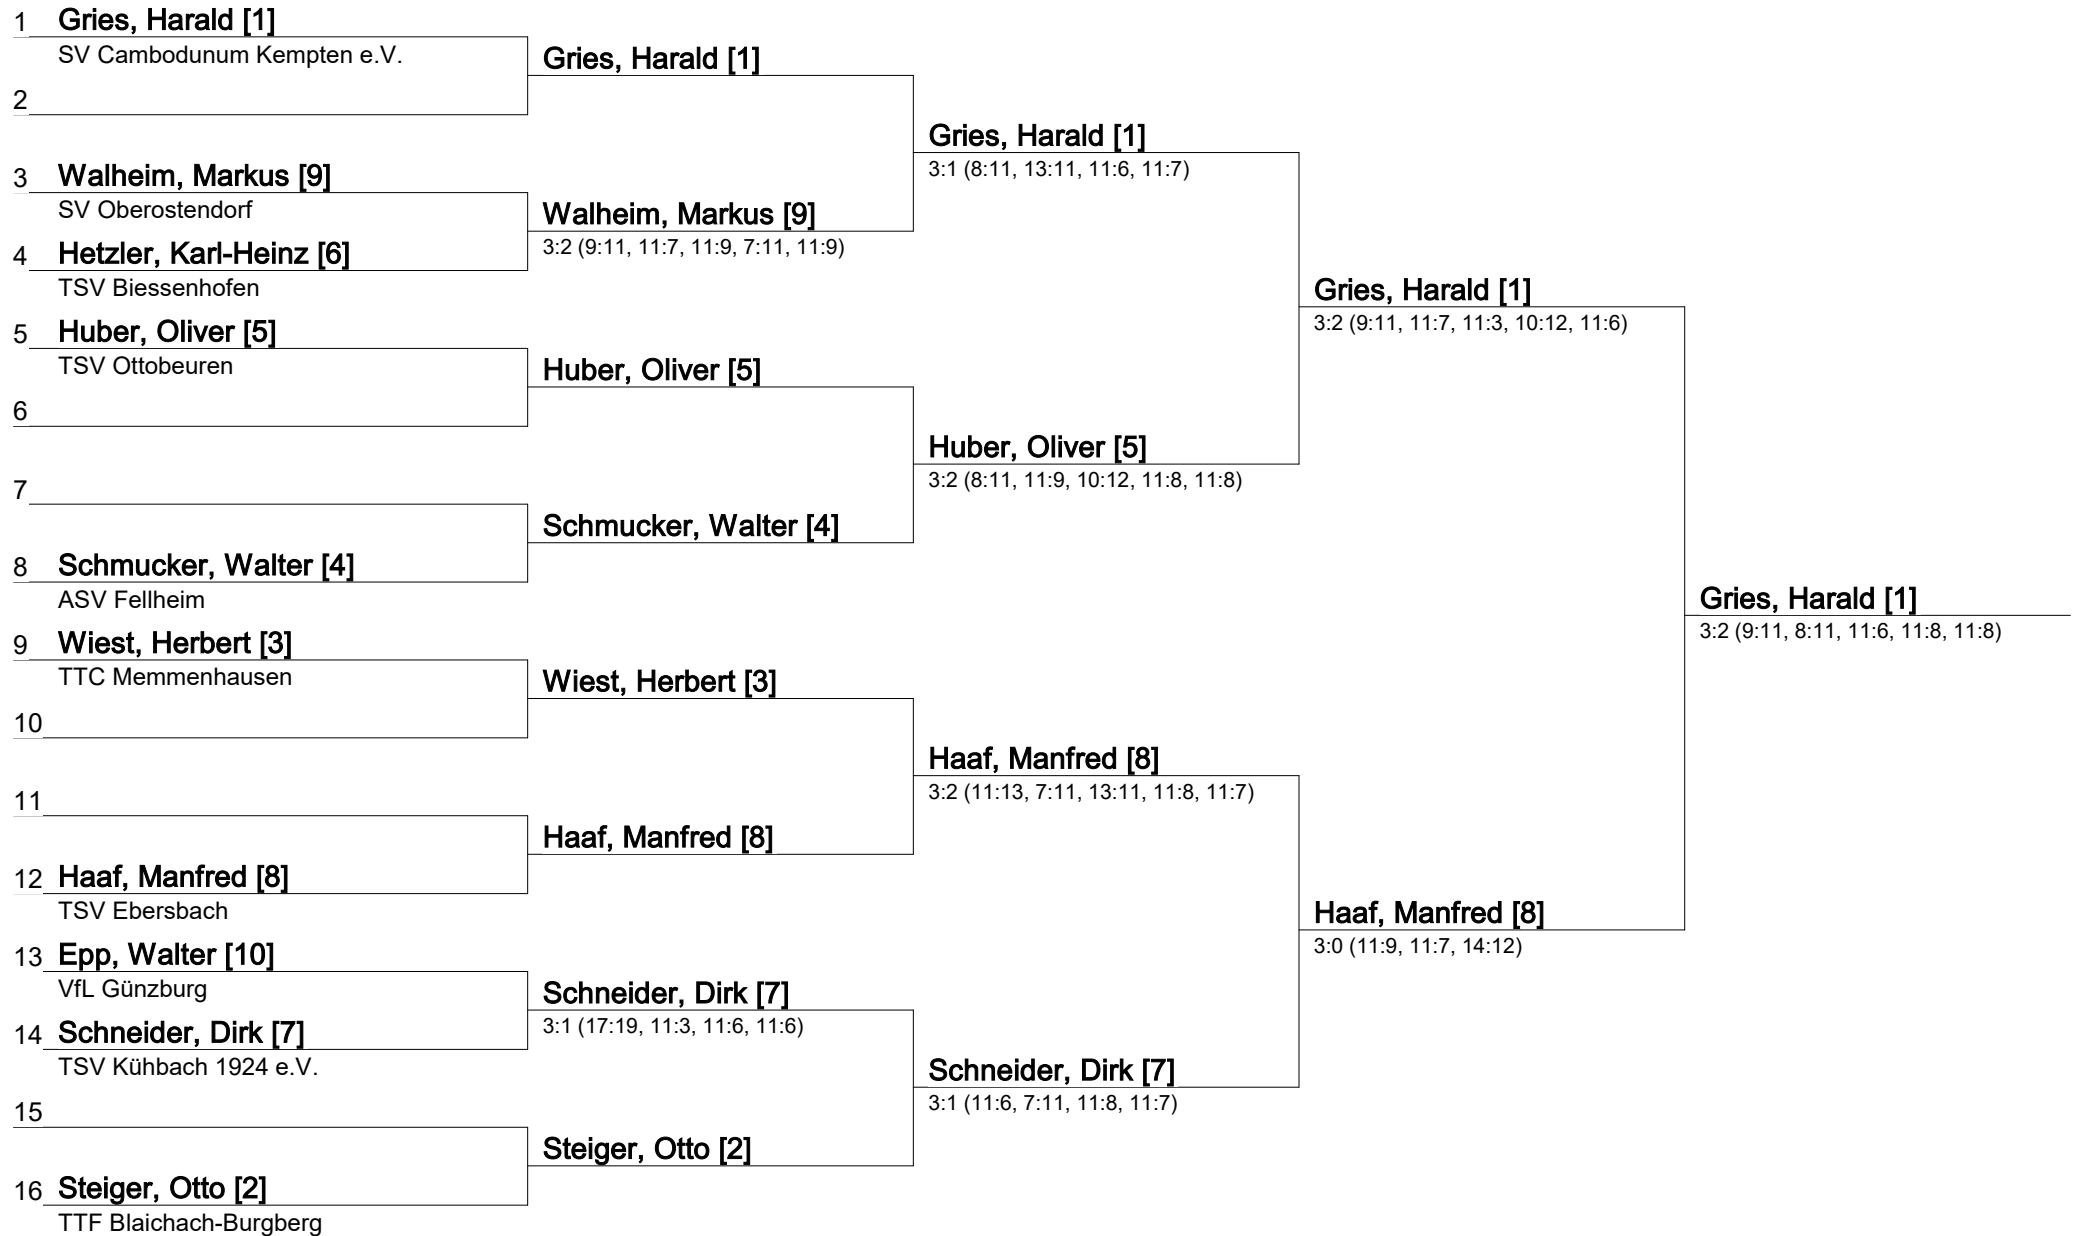 1 Gries, Harald [1]
SV Cambodunum Kempten e.V.
Gries, Harald [1]
2
Gries, Harald [1]
3:1 (8:11, 13:11, 11:6, 11:7)
3 Walheim, Markus [9]
SV Oberostendorf
Walheim, Markus [9]
3:2 (9:11, 11:7, 11:9, 7:11, 11:9)
4 Hetzler, Karl-Heinz [6]
TSV Biessenhofen
Gries, Harald [1]
3:2 (9:11, 11:7, 11:3, 10:12, 11:6)
5 Huber, Oliver [5]
TSV Ottobeuren
Huber, Oliver [5]
6
Huber, Oliver [5]
3:2 (8:11, 11:9, 10:12, 11:8, 11:8)
7
Schmucker, Walter [4]
8 Schmucker, Walter [4]
ASV Fellheim
Gries, Harald [1]
3:2 (9:11, 8:11, 11:6, 11:8, 11:8)
9 Wiest, Herbert [3]
TTC Memmenhausen
Wiest, Herbert [3]
10
Haaf, Manfred [8]
3:2 (11:13, 7:11, 13:11, 11:8, 11:7)
11
Haaf, Manfred [8]
12 Haaf, Manfred [8]
TSV Ebersbach
Haaf, Manfred [8]
3:0 (11:9, 11:7, 14:12)
13 Epp, Walter [10]
VfL Günzburg
Schneider, Dirk [7]
3:1 (17:19, 11:3, 11:6, 11:6)
14 Schneider, Dirk [7]
TSV Kühbach 1924 e.V.
Schneider, Dirk [7]
3:1 (11:6, 7:11, 11:8, 11:7)
15
Steiger, Otto [2]
16 Steiger, Otto [2]
TTF Blaichach-Burgberg